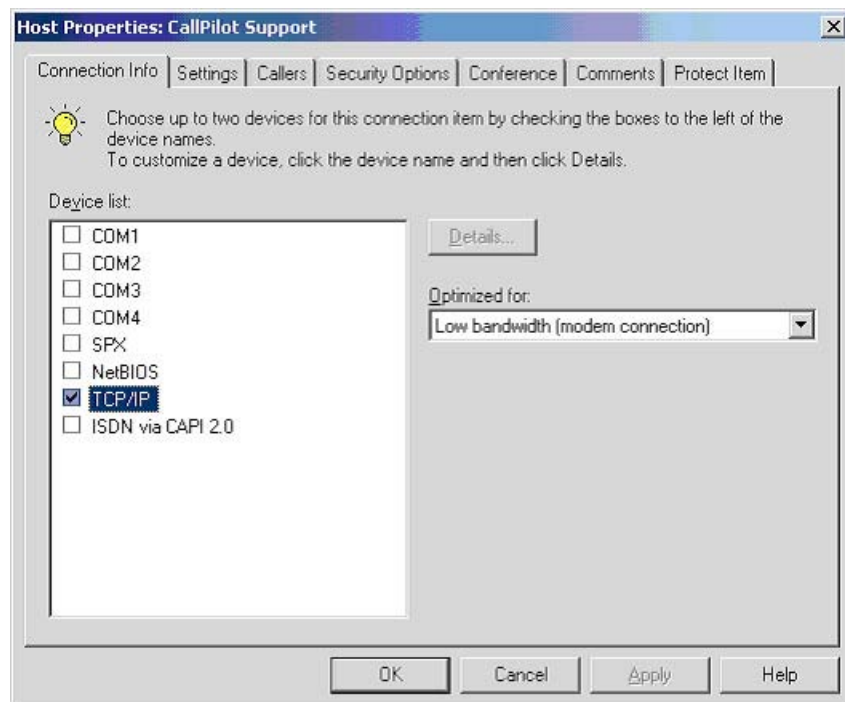 Host Properties: CallPilot Support
Connection Info Settings Callers Security Options Conference Comments Protect Item
Choose up to two devices for this connection item by checking the boxes to the left of the
device names.
To customize a device, click the device name and then click Details.
Device list:
COM1
COM2
COM3
COM4
SPX
NetBIOS
TCP/IP
ISDN via CAPI 2.0
Details...
Optimized for:
Low bandwidth (modem connection)
OK Cancel Apply Help